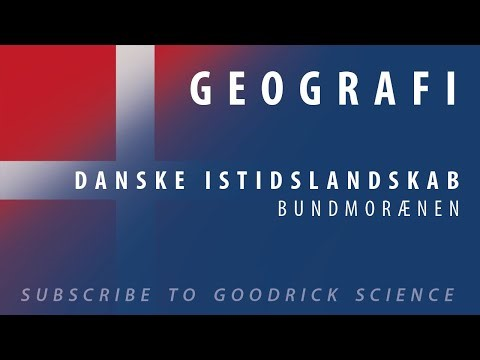 GEOGRAFI
DANSKE ISTIDSLANDSKAB
BUNDMORÆNEN
SUBSCRIBE TO GOODRICK SCIENCE